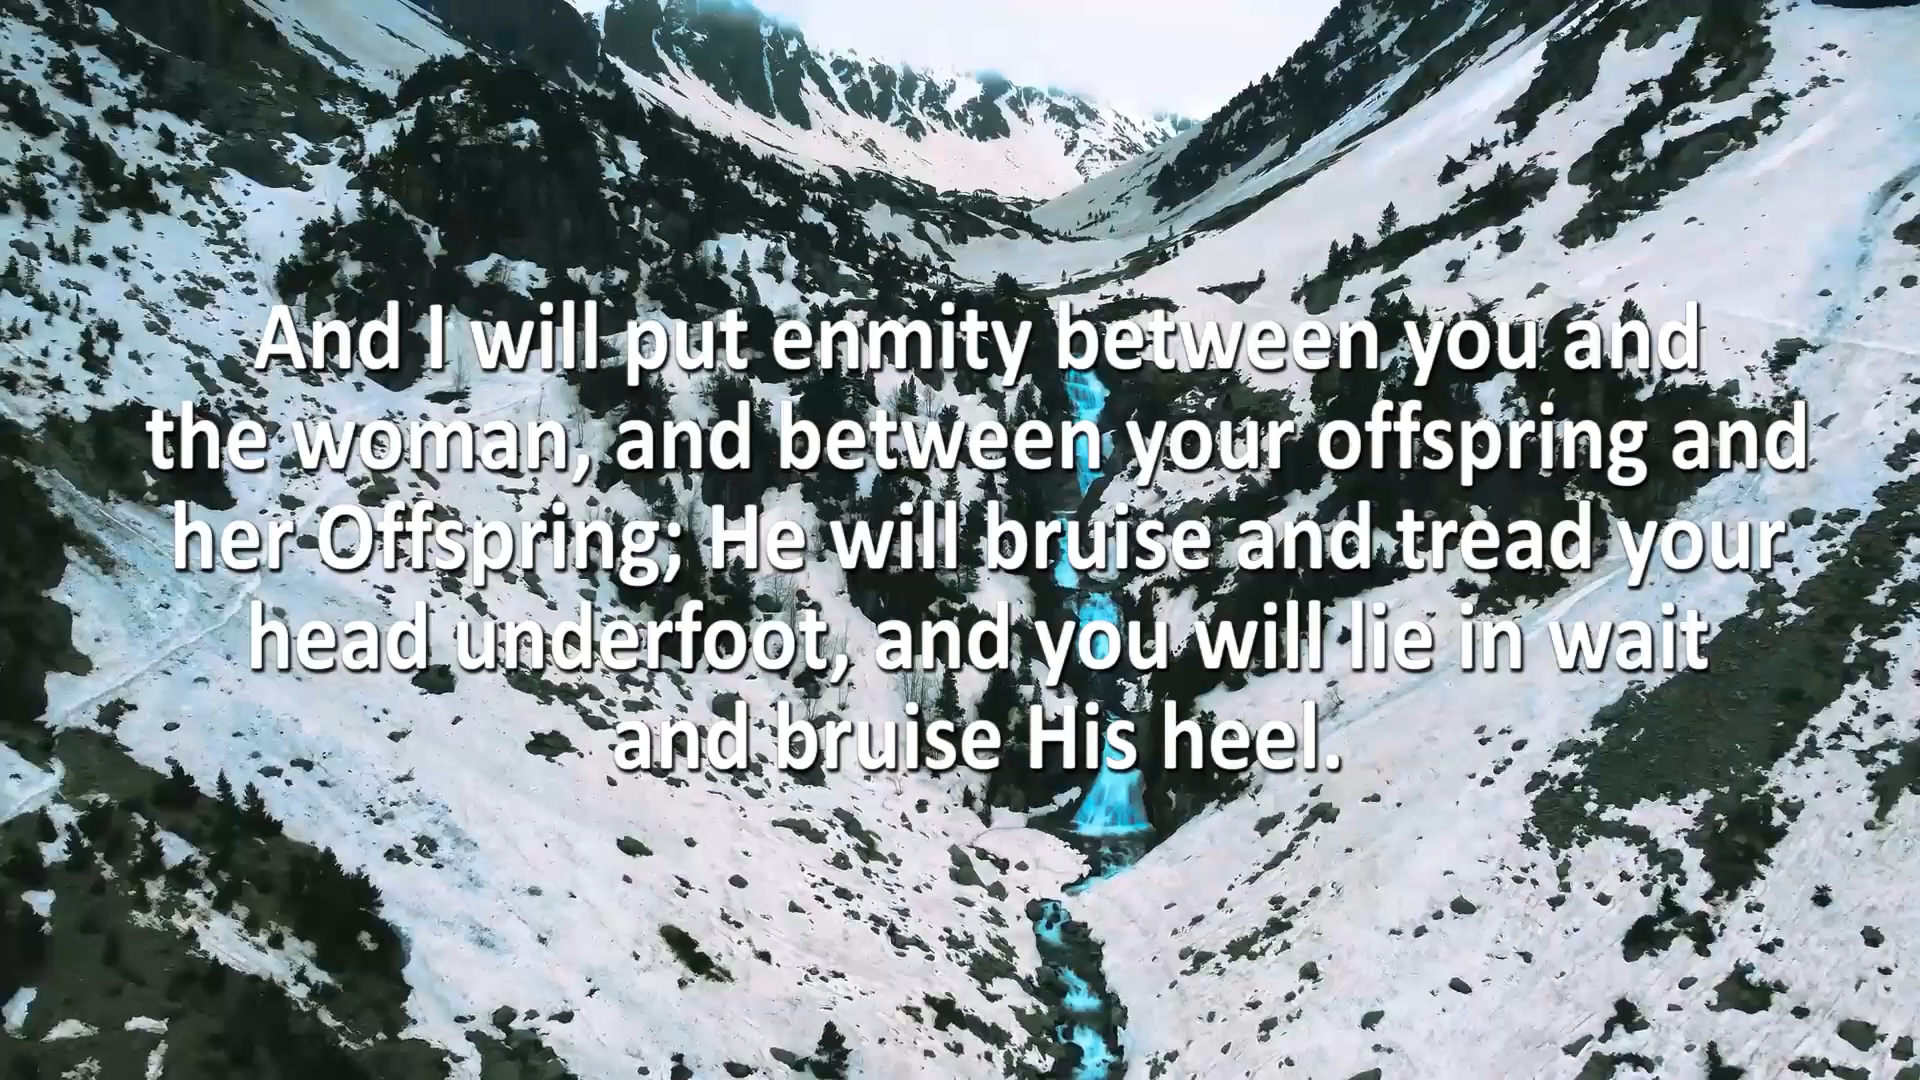 And I will put enmity between you and
the woman, and between your offspring and
her Offspring; He will bruise and tread your
head underfoot, and you will lie in wait
and bruise His heel.